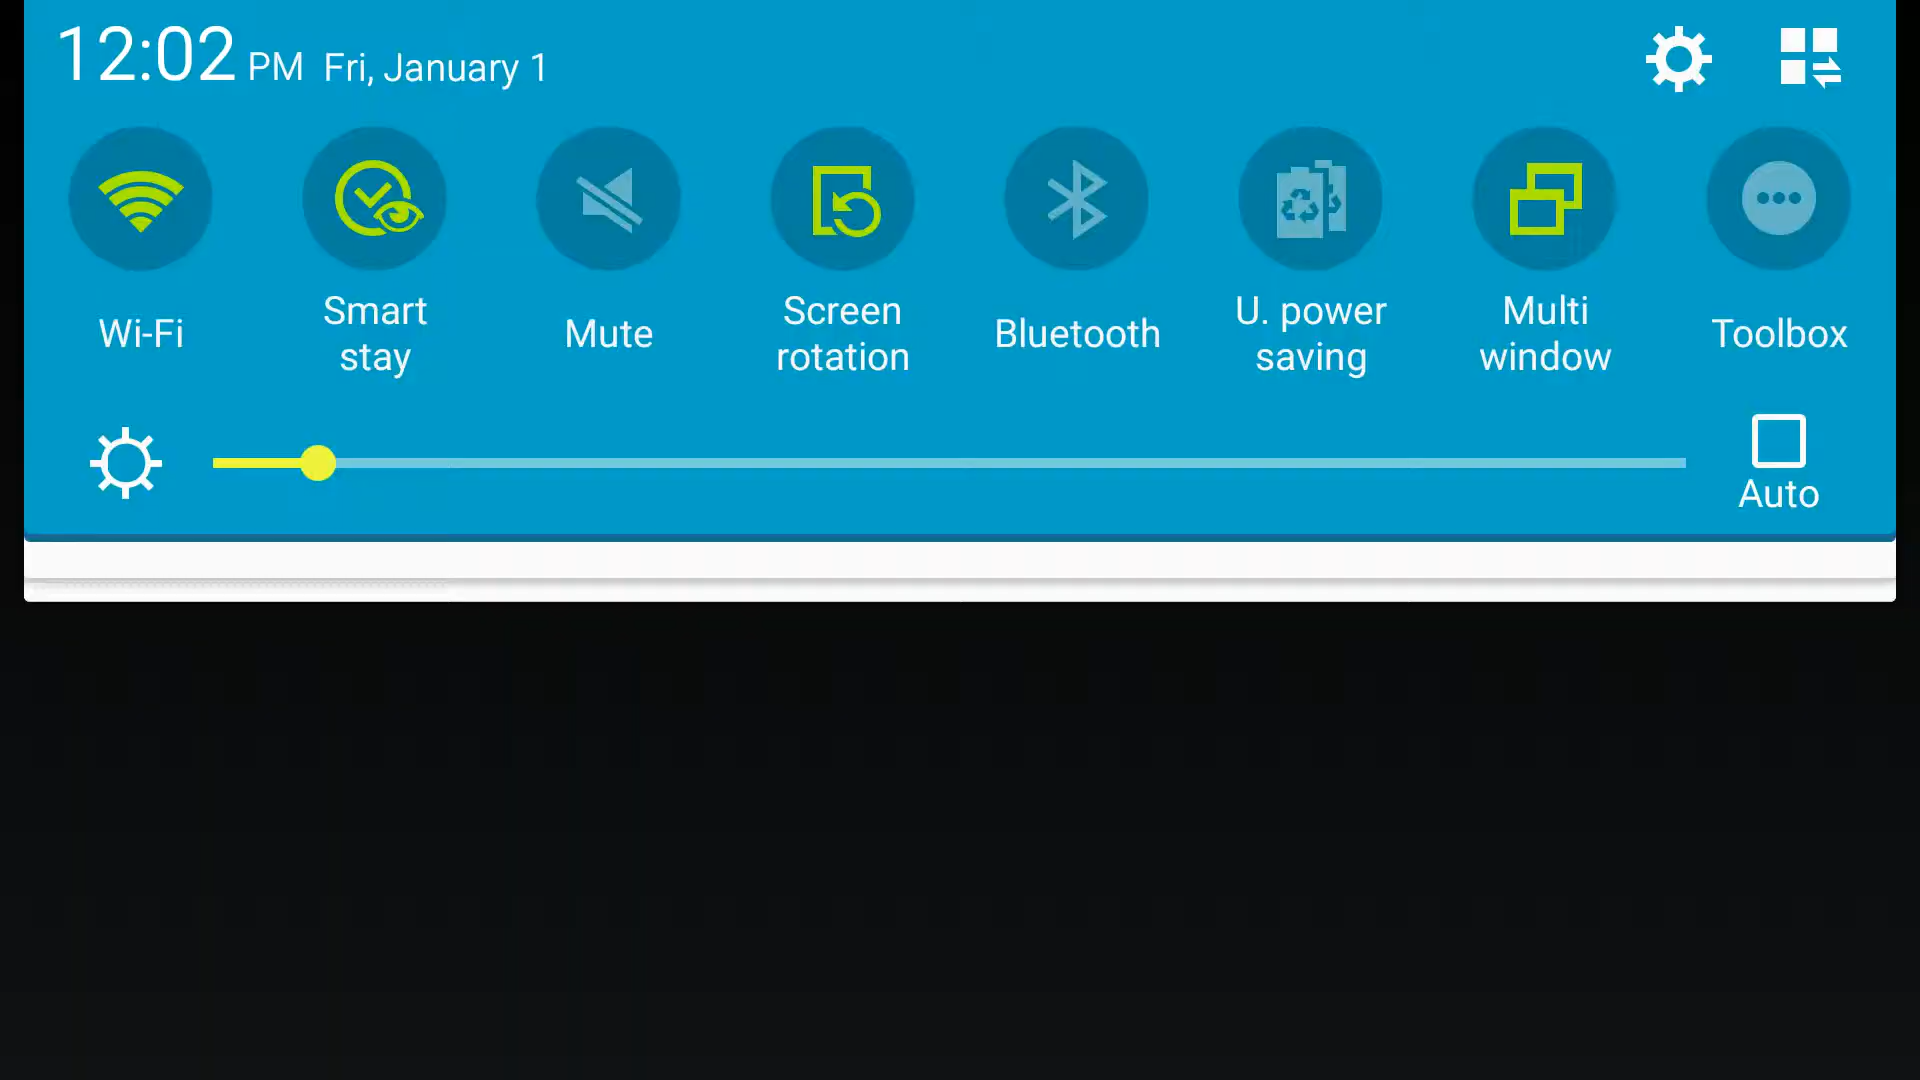 12:02 PM Fri, January 1
Wi-Fi
Smart
stay
Mute
Screen
rotation
Bluetooth
U. power
saving
Multi
window
Toolbox
Auto